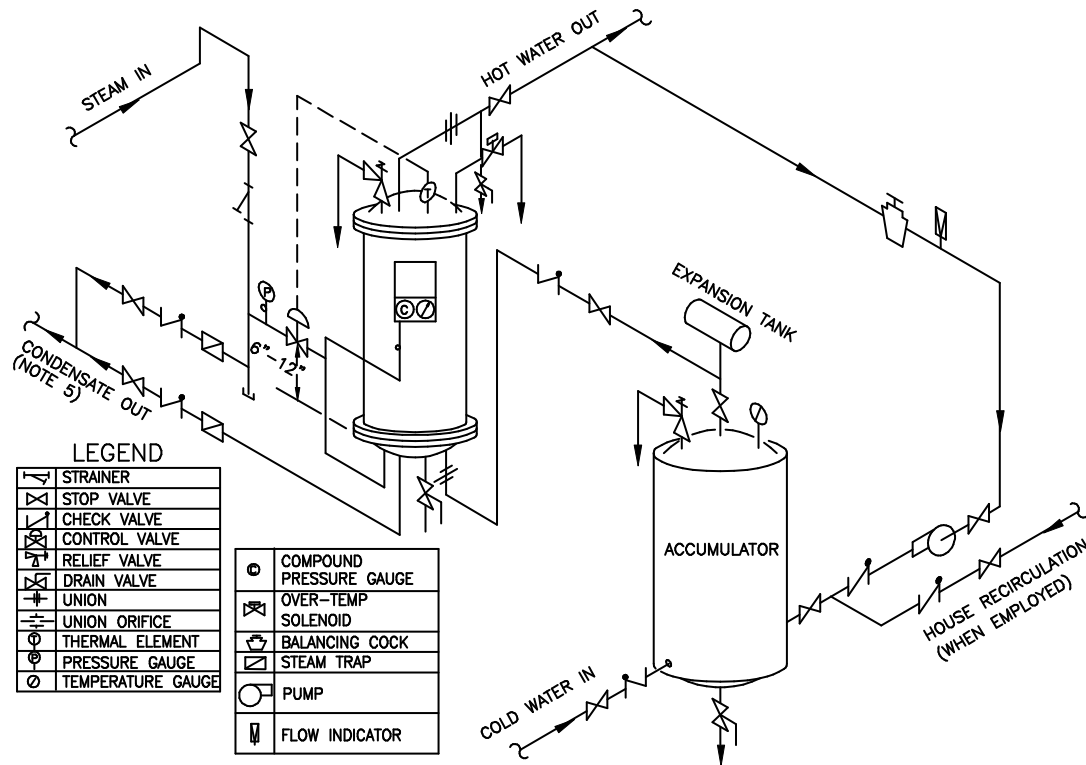 STEAM IN
HOT WATER OUT
T
P
C
6"-12"
EXPANSION TANK
CONDENSATE OUT
(NOTE 5)
ACCUMULATOR
HOUSE RECIRCULATION
(WHEN EMPLOYED)
COLD WATER IN
LEGEND
STRAINER
STOP VALVE
CHECK VALVE
CONTROL VALVE
RELIEF VALVE
DRAIN VALVE
UNION
UNION ORIFICE
T THERMAL ELEMENT
P PRESSURE GAUGE
TEMPERATURE GAUGE
C COMPOUND
PRESSURE GAUGE
OVER-TEMP
SOLENOID
BALANCING COCK
STEAM TRAP
PUMP
FLOW INDICATOR